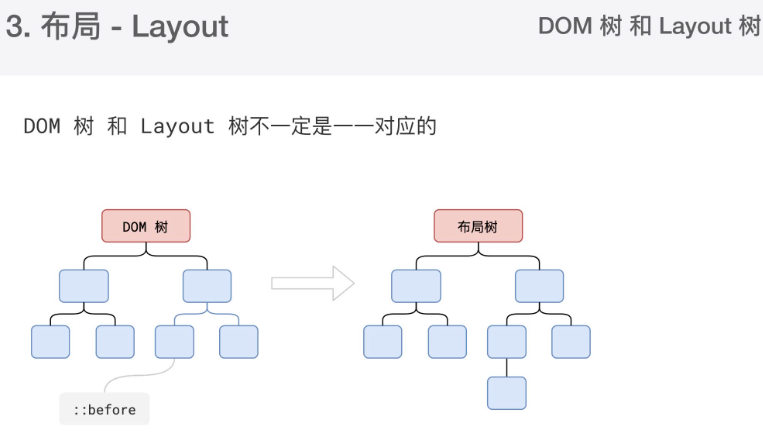 3. 布局 - Layout
DOM 树 和 Layout 树
DOM 树 和 Layout 树不一定是一一对应的
DOM 树
布局树
::before